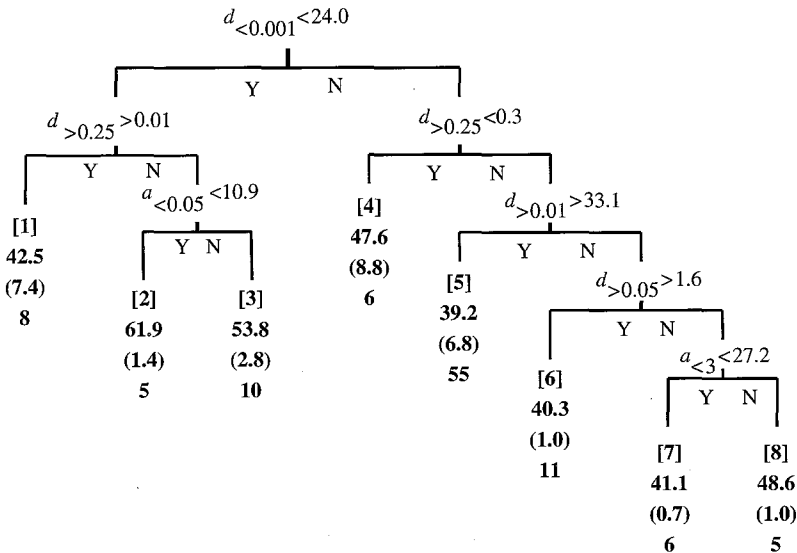 d<0.001<24.0
Y N
d>0.25>0.01
d>0.25<0.3
Y N
Y N
a<0.05<10.9
d>0.01>33.1
[1]
42.5
(7.4)
8
Y N
[4]
47.6
(8.8)
6
Y N
[2]
61.9
(1.4)
5
[3]
53.8
(2.8)
10
[5]
39.2
(6.8)
55
d>0.05>1.6
Y N
a<3<27.2
[6]
40.3
(1.0)
11
Y N
[7]
41.1
(0.7)
6
[8]
48.6
(1.0)
5